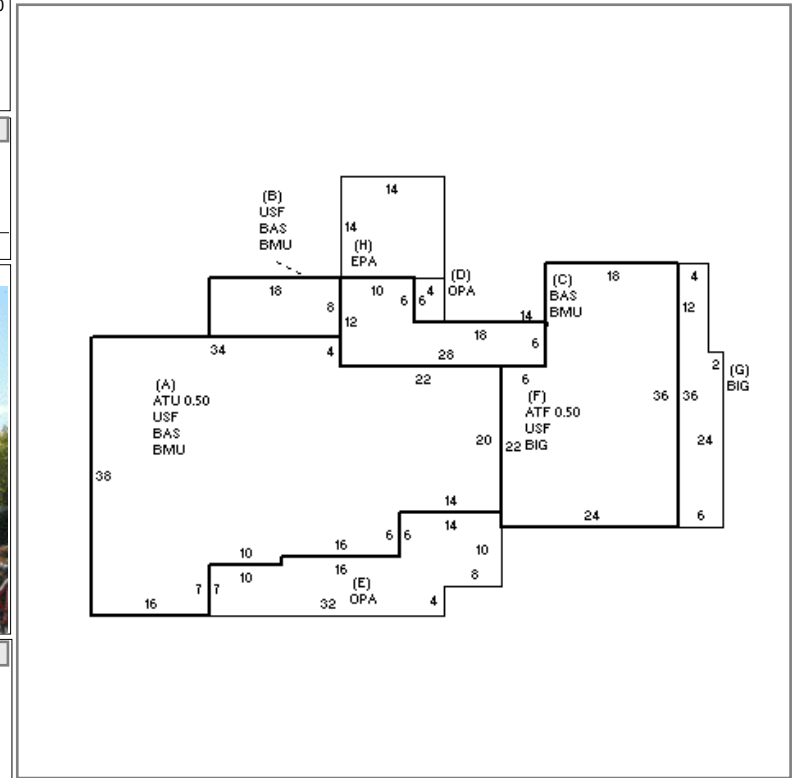 14
14
(B)
USF
BAS
BMU
(H)
EPA
(D)
OPA
(C)
BAS
BMU
18
4
18
10
6
6
4
8
12
14
12
18
6
34
4
28
2
(G)
BIG
22
6
(A)
ATU 0.50
USF
BAS
BMU
(F)
ATF 0.50
USF
BIG
36
36
20
22
24
38
14
14
24
6
6
6
10
16
10
10
16
8
7
7
(E)
OPA
16
32
4